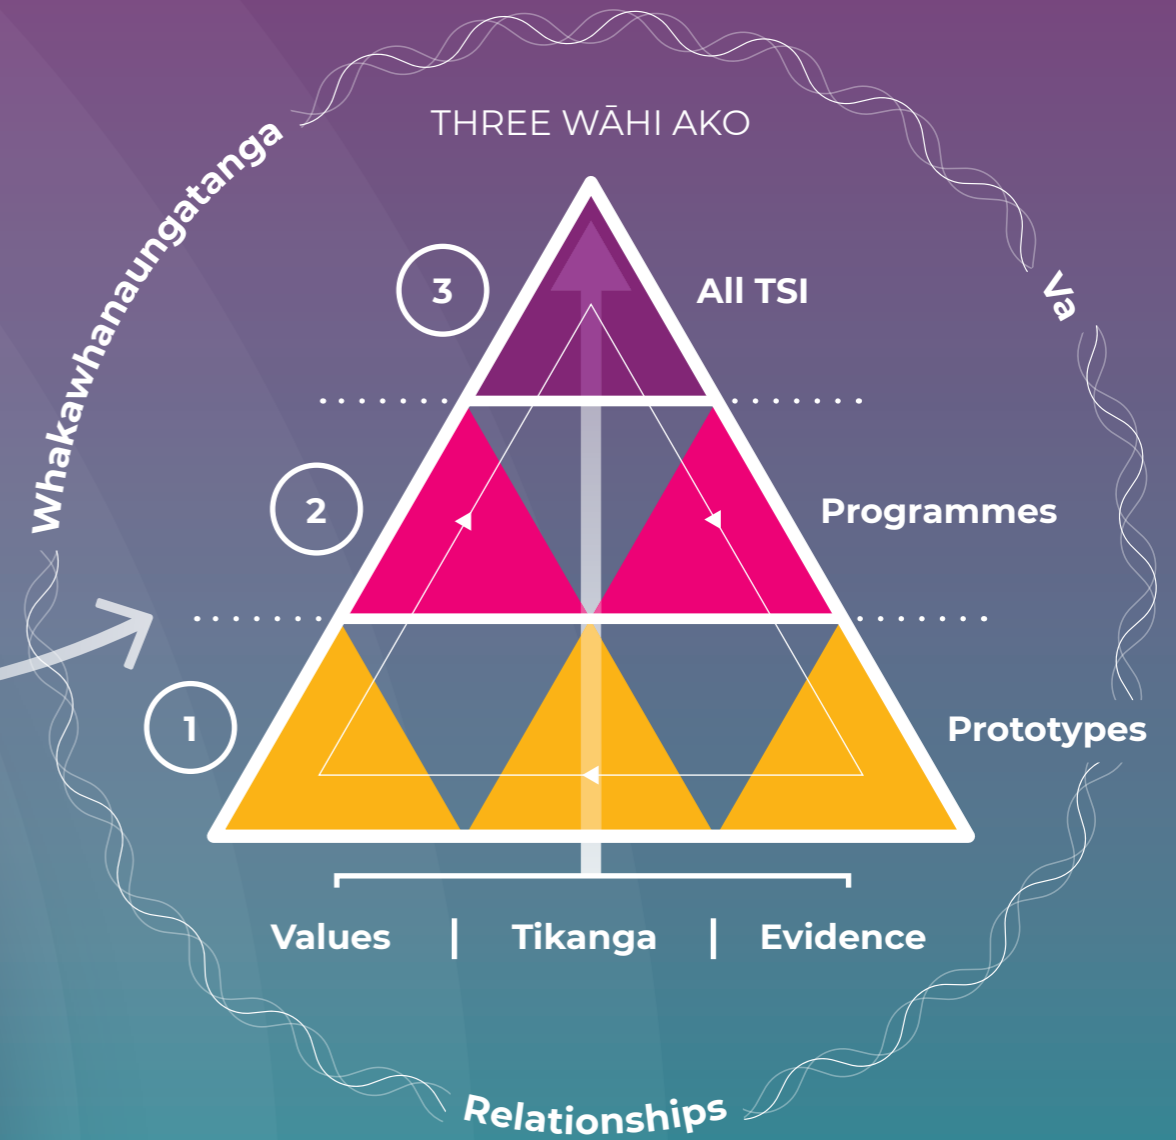 THREE WĀHI AKO
Whakawhanaungatanga
Va
3
All TSI
2
Programmes
1
Prototypes
Values | Tikanga | Evidence
Relationships